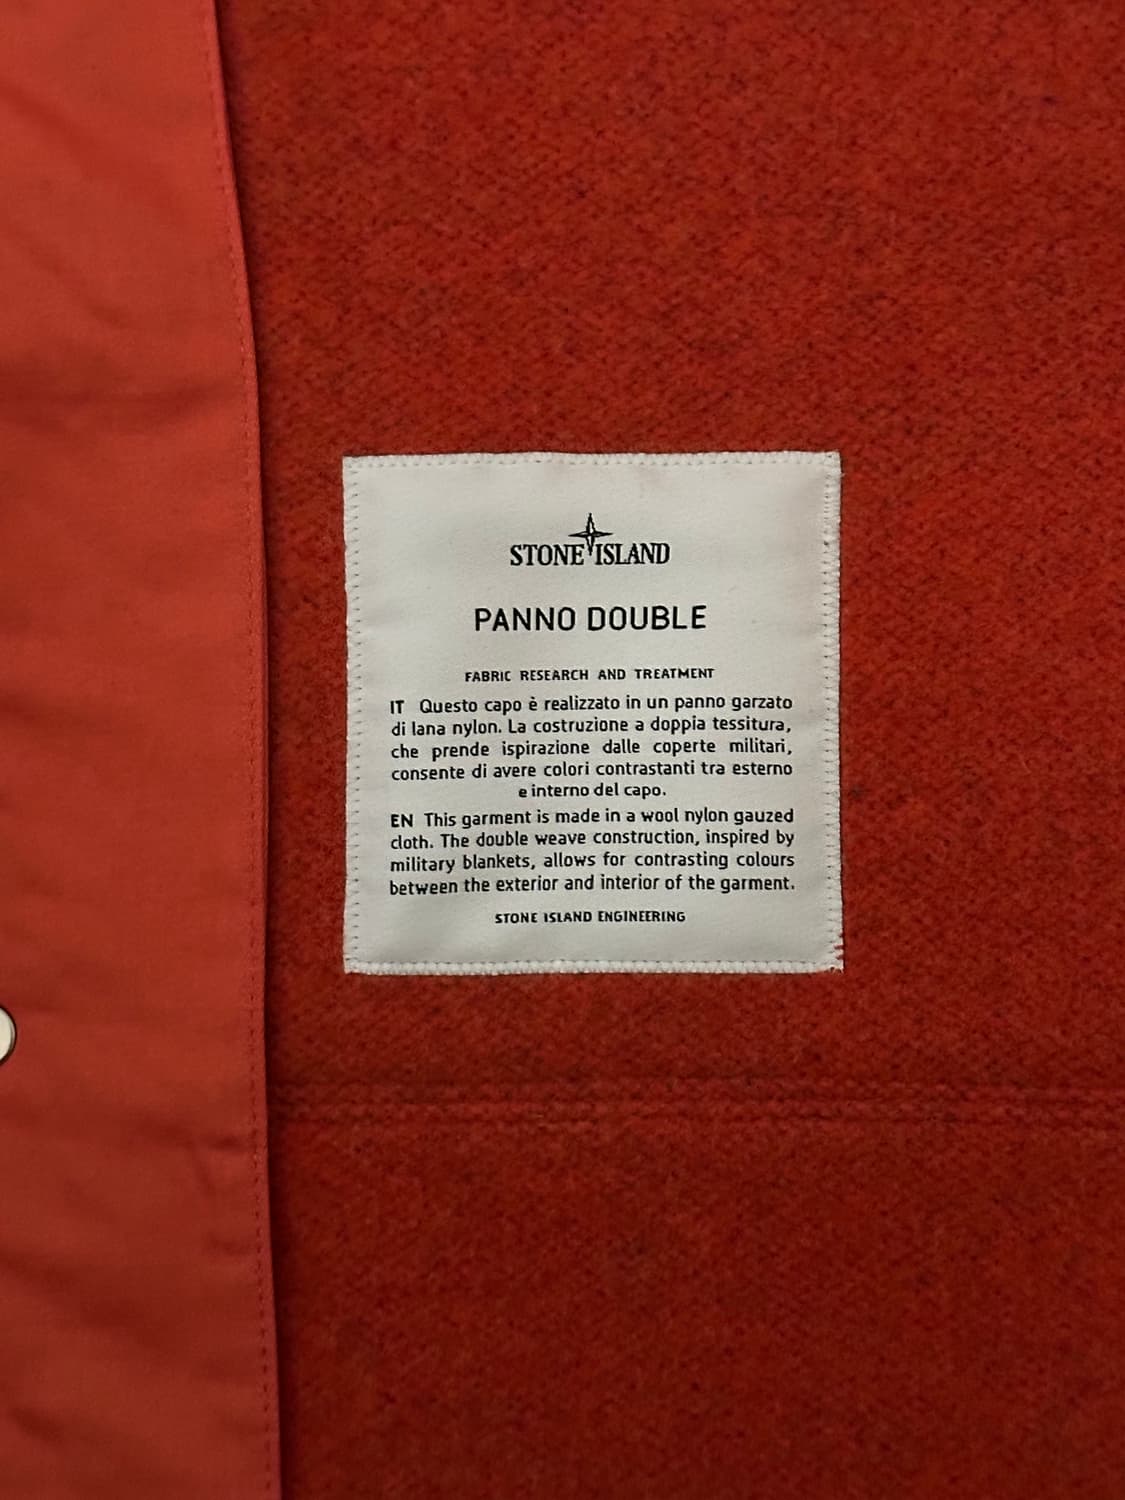 STONE ISLAND
PANNO DOUBLE
FABRIC RESEARCH AND TREATMENT
IT Questo capo è realizzato in un panno garzato
di lana nylon. La costruzione a doppia tessitura,
che prende ispirazione dalle coperte militari,
consente di avere colori contrastanti tra esterno
e interno del capo.
EN This garment is made in a wool nylon gauzed
cloth. The double weave construction, inspired by
military blankets, allows for contrasting colours
between the exterior and interior of the garment.
STONE ISLAND ENGINEERING